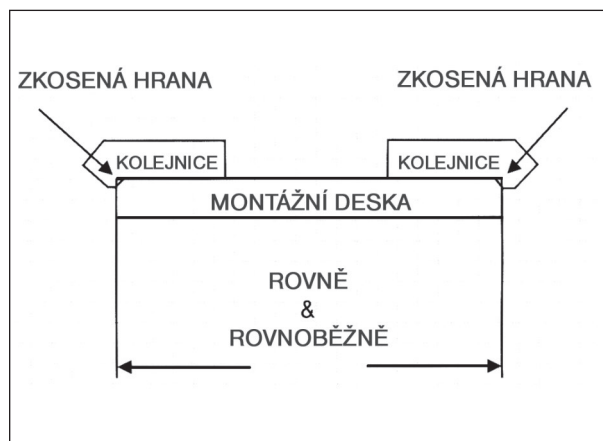 ZKOSENÁ HRANA
ZKOSENÁ HRANA
KOLEJNICE
KOLEJNICE
MONTÁŽNÍ DESKA
ROVNĚ
&
ROVNOBĚŽNĚ